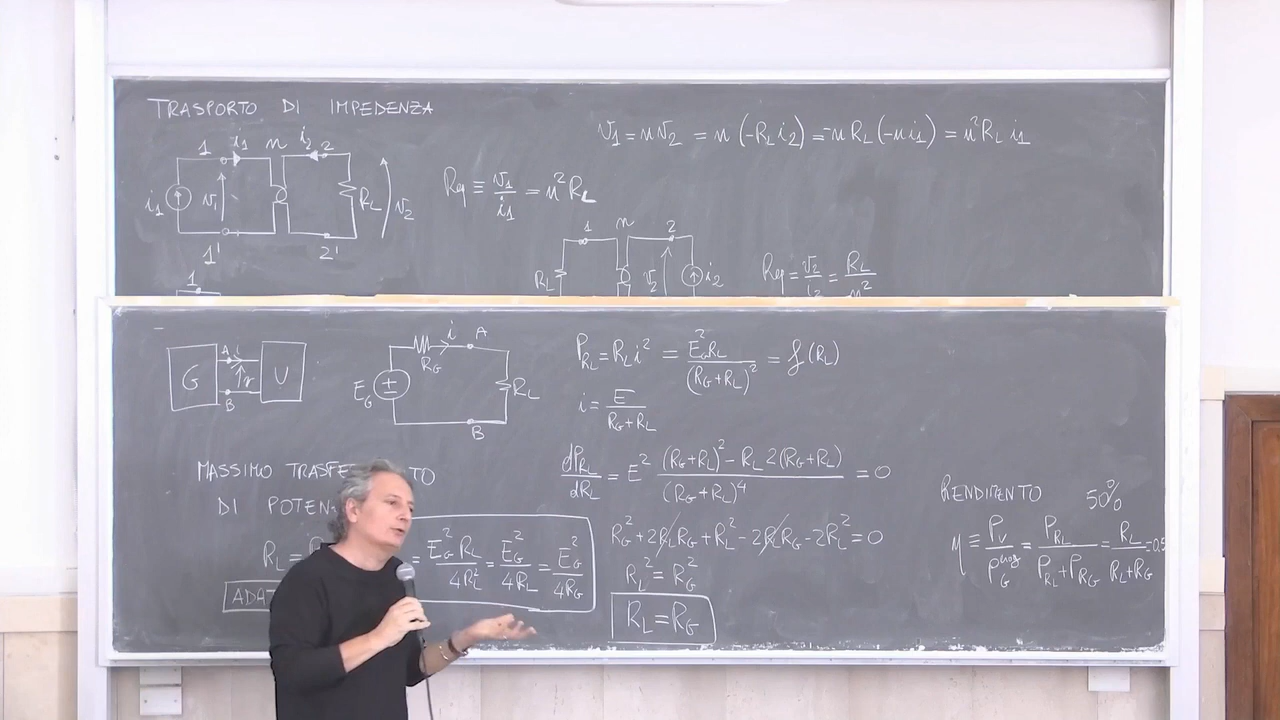 TRASPORTO DI IMPEDENZA
v₁ = n v₂ = n (-R_L i₂) = -n R_L (-n i₁) = n² R_L i₁
1 i₁ n i₂ 2
i₁ v₁ R_L v₂
1' 2'
R_eq ≡ v₁/i₁ = n² R_L
1 n 2
R_L v₂ i₂
R_eq = v₂/i₂ = R_L/n²
1
G A i v B U
E_G R_G i A R_L B
P_RL = R_L i² = E_G² R_L/(R_G+R_L)² = f(R_L)
i = E/(R_G+R_L)
MASSIMO TRASFE TO
DI POTEN
dP_RL/dR_L = E² ((R_G+R_L)² - R_L 2(R_G+R_L))/(R_G+R_L)⁴ = 0
R_G² + 2R_L R_G + R_L² - 2R_L R_G - 2R_L² = 0
R_L² = R_G²
R_L = R_G
R_L =
= E_G² R_L/4R_L² = E_G²/4R_L = E_G²/4R_G
ADA
RENDIMENTO 50%
η ≡ P_U/P_G^erog = P_RL/(P_RL+P_RG) = R_L/(R_L+R_G) = 0.5